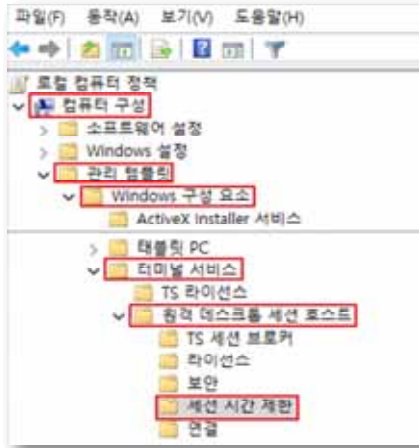 파일(F) 동작(A) 보기(V) 도움말(H)
로컬 컴퓨터 정책
컴퓨터 구성
소프트웨어 설정
Windows 설정
관리 템플릿
Windows 구성 요소
ActiveX Installer 서비스
태블릿 PC
터미널 서비스
TS 라이선스
원격 데스크톱 세션 호스트
TS 세션 브로커
라이선스
보안
세션 시간 제한
연결